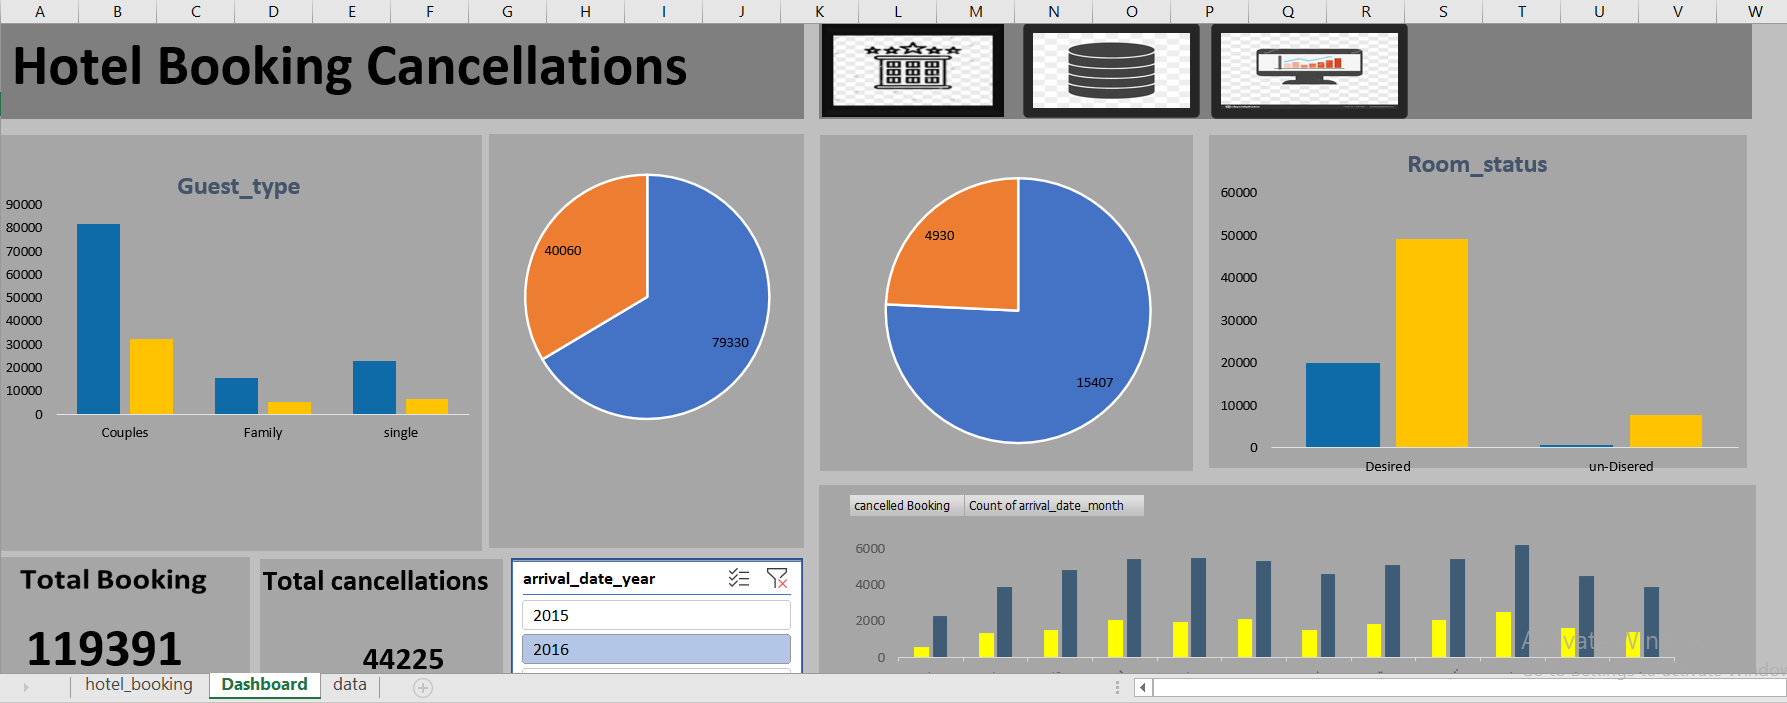 A B C D E F G H I J K L M N O P Q R S T U V W
Hotel Booking Cancellations
Guest_type
90000
80000
70000
60000
50000
40000
30000
20000
10000
0
Couples Family single
40060
79330
4930
15407
Room_status
60000
50000
40000
30000
20000
10000
0
Desired un-Disered
Total Booking
119391
Total cancellations
44225
arrival_date_year
2015
2016
cancelled Booking Count of arrival_date_month
6000
4000
2000
0
hotel_booking Dashboard data